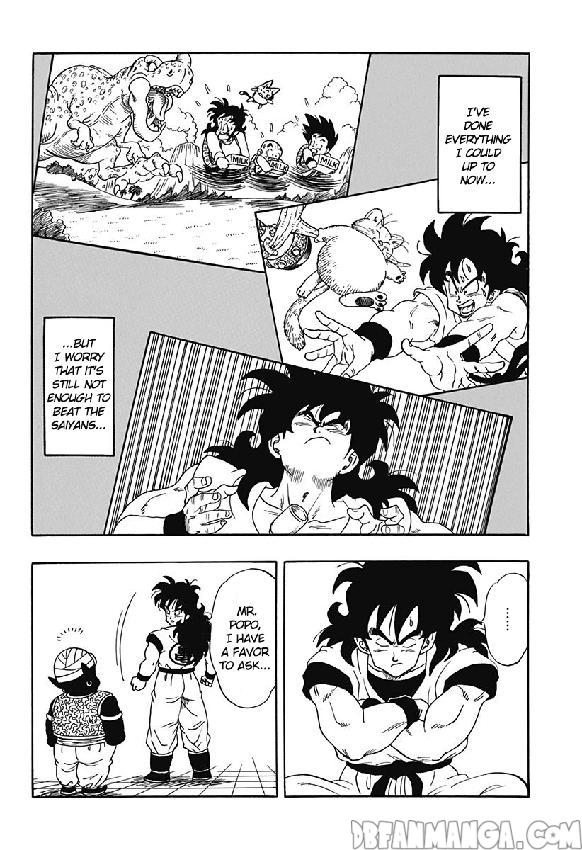 I'VE
DONE
EVERYTHING
I COULD
UP TO
NOW...
MILK
MILK
...BUT
I WORRY
THAT IT'S
STILL NOT
ENOUGH TO
BEAT THE
SAIYANS...
......
MR.
POPO,
I HAVE
A FAVOR
TO ASK...
DBFANMANGA.COM